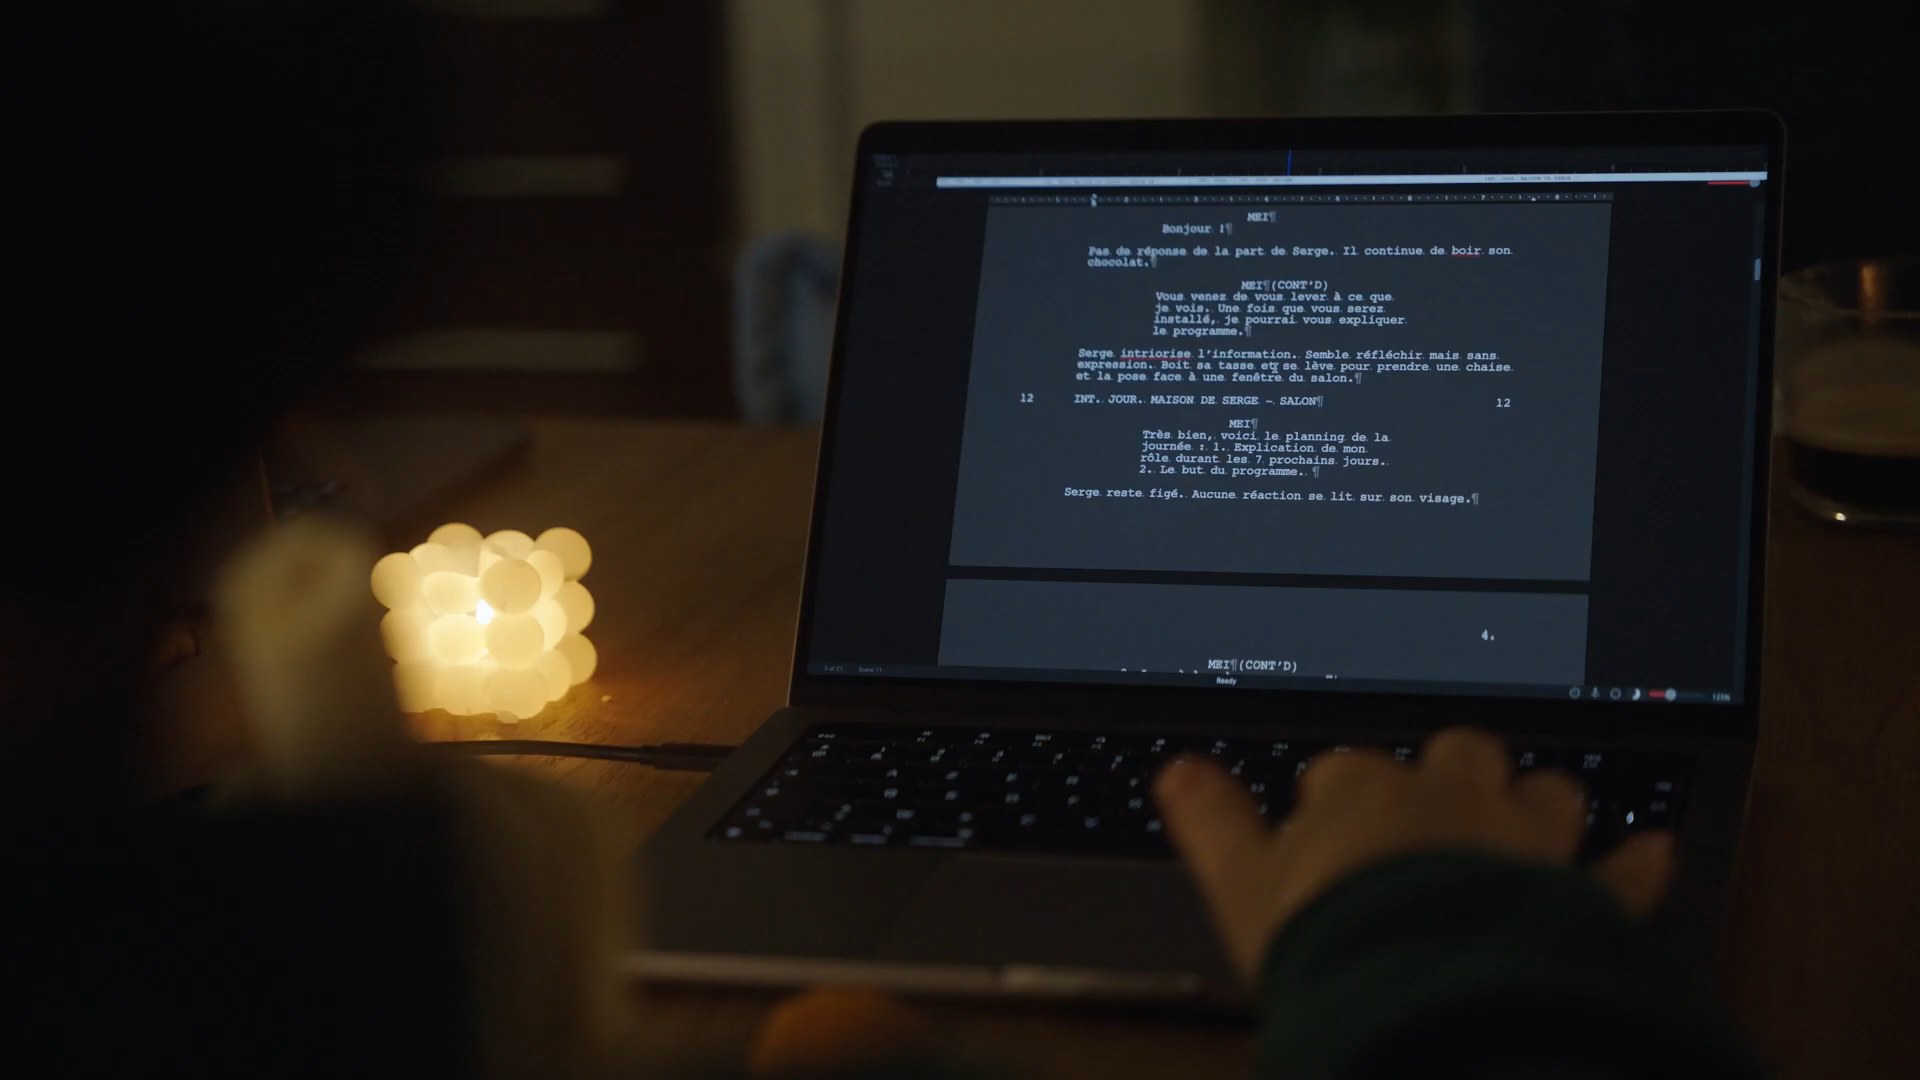 MEI¶
Bonjour !¶
Pas de réponse de la part de Serge. Il continue de boir son
chocolat.¶
MEI¶(CONT'D)
Vous venez de vous lever à ce que
je vois. Une fois que vous serez
installé, je pourrai vous expliquer
le programme.¶
Serge intriorise l'information. Semble réfléchir mais sans
expression. Boit sa tasse et se lève pour prendre une chaise
et la pose face à une fenêtre du salon.¶
12 INT. JOUR. MAISON DE SERGE - SALON¶ 12
MEI¶
Très bien, voici le planning de la
journée : 1. Explication de mon
rôle durant les 7 prochains jours.
2. Le but du programme. ¶
Serge reste figé. Aucune réaction se lit sur son visage.¶
4.
MEI¶(CONT'D)
3 of 21 Scene 11
Ready